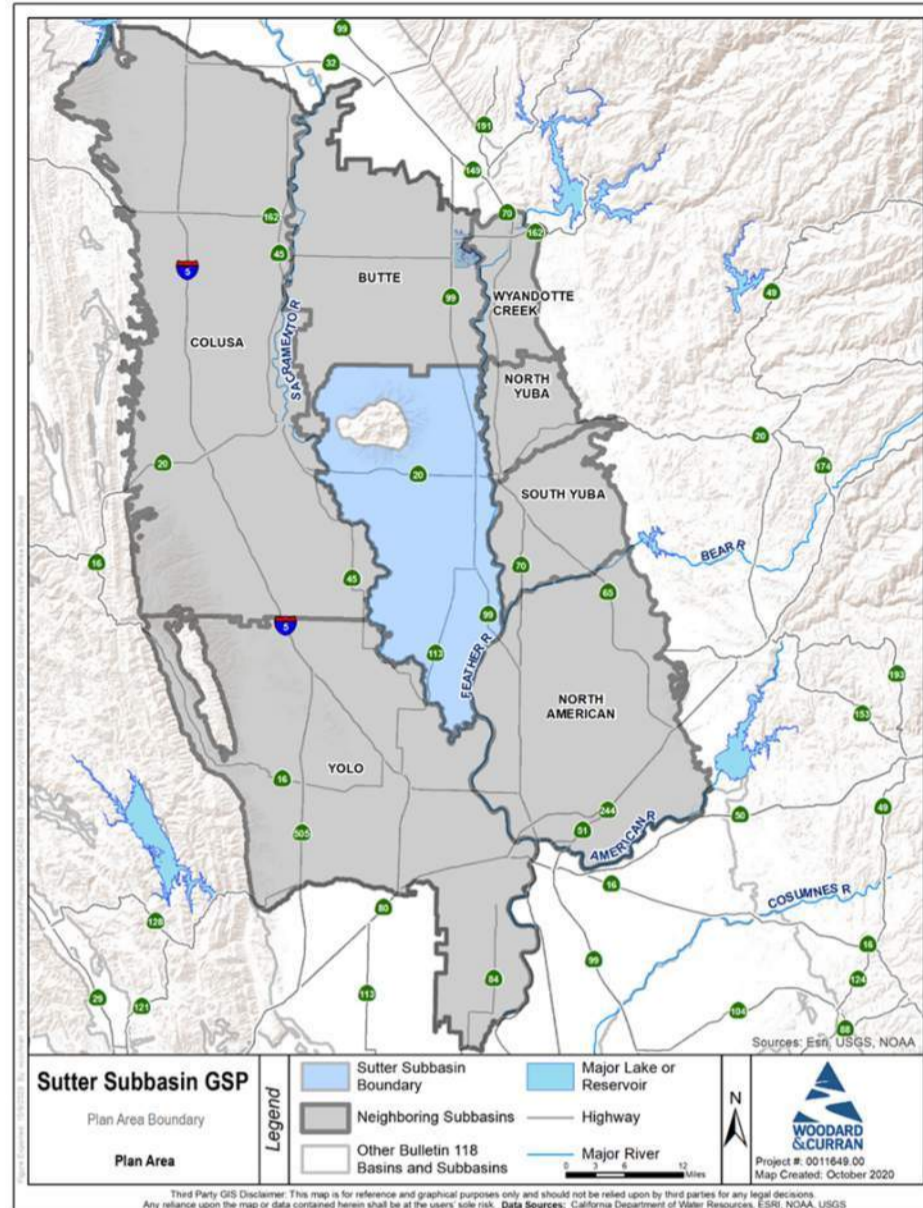 99
32
191
149
70
162
162
45
5
BUTTE
99
WYANDOTTE
CREEK
49
COLUSA
SACRAMENTO R
NORTH
YUBA
20
20
20
174
SOUTH YUBA
16
45
70
BEAR R
65
5
99
113
FEATHER R
NORTH
AMERICAN
193
153
YOLO
16
505
244
51
AMERICAN R
50
49
16
COSUMNES R
80
128
99
16
29
121
113
84
124
104
88
Sources: Esri, USGS, NOAA
Sutter Subbasin GSP
Plan Area Boundary
Plan Area
Legend
Sutter Subbasin
Boundary
Neighboring Subbasins
Other Bulletin 118
Basins and Subbasins
Major Lake or
Reservoir
Highway
Major River
0 3 6 12
Miles
N
WOODARD
&CURRAN
Project #: 0011649.00
Map Created: October 2020
Third Party GIS Disclaimer: This map is for reference and graphical purposes only and should not be relied upon by third parties for any legal decisions.
Any reliance upon the map or data contained herein shall be at the users' sole risk. Data Sources: California Department of Water Resources, ESRI, NOAA, USGS